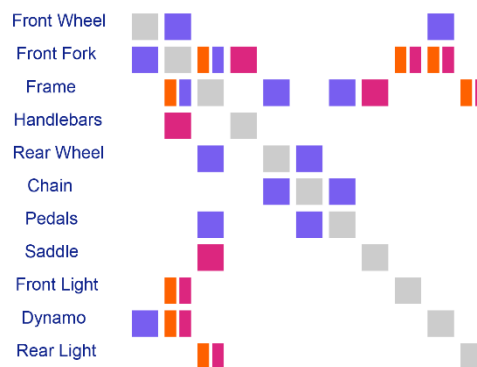 Front Wheel
Front Fork
Frame
Handlebars
Rear Wheel
Chain
Pedals
Saddle
Front Light
Dynamo
Rear Light